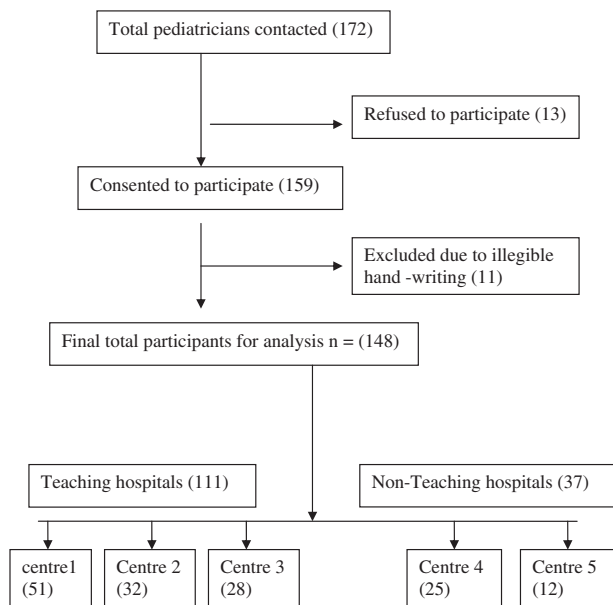 Total pediatricians contacted (172)
Refused to participate (13)
Consented to participate (159)
Excluded due to illegible
hand -writing (11)
Final total participants for analysis n = (148)
Teaching hospitals (111)
Non-Teaching hospitals (37)
centre1
(51)
Centre 2
(32)
Centre 3
(28)
Centre 4
(25)
Centre 5
(12)